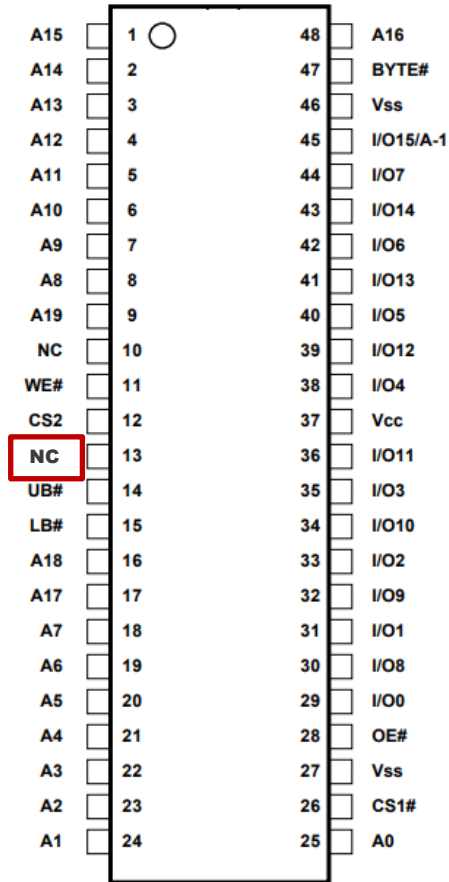 A15 1 48 A16
A14 2 47 BYTE#
A13 3 46 Vss
A12 4 45 I/O15/A-1
A11 5 44 I/O7
A10 6 43 I/O14
A9 7 42 I/O6
A8 8 41 I/O13
A19 9 40 I/O5
NC 10 39 I/O12
WE# 11 38 I/O4
CS2 12 37 Vcc
NC 13 36 I/O11
UB# 14 35 I/O3
LB# 15 34 I/O10
A18 16 33 I/O2
A17 17 32 I/O9
A7 18 31 I/O1
A6 19 30 I/O8
A5 20 29 I/O0
A4 21 28 OE#
A3 22 27 Vss
A2 23 26 CS1#
A1 24 25 A0